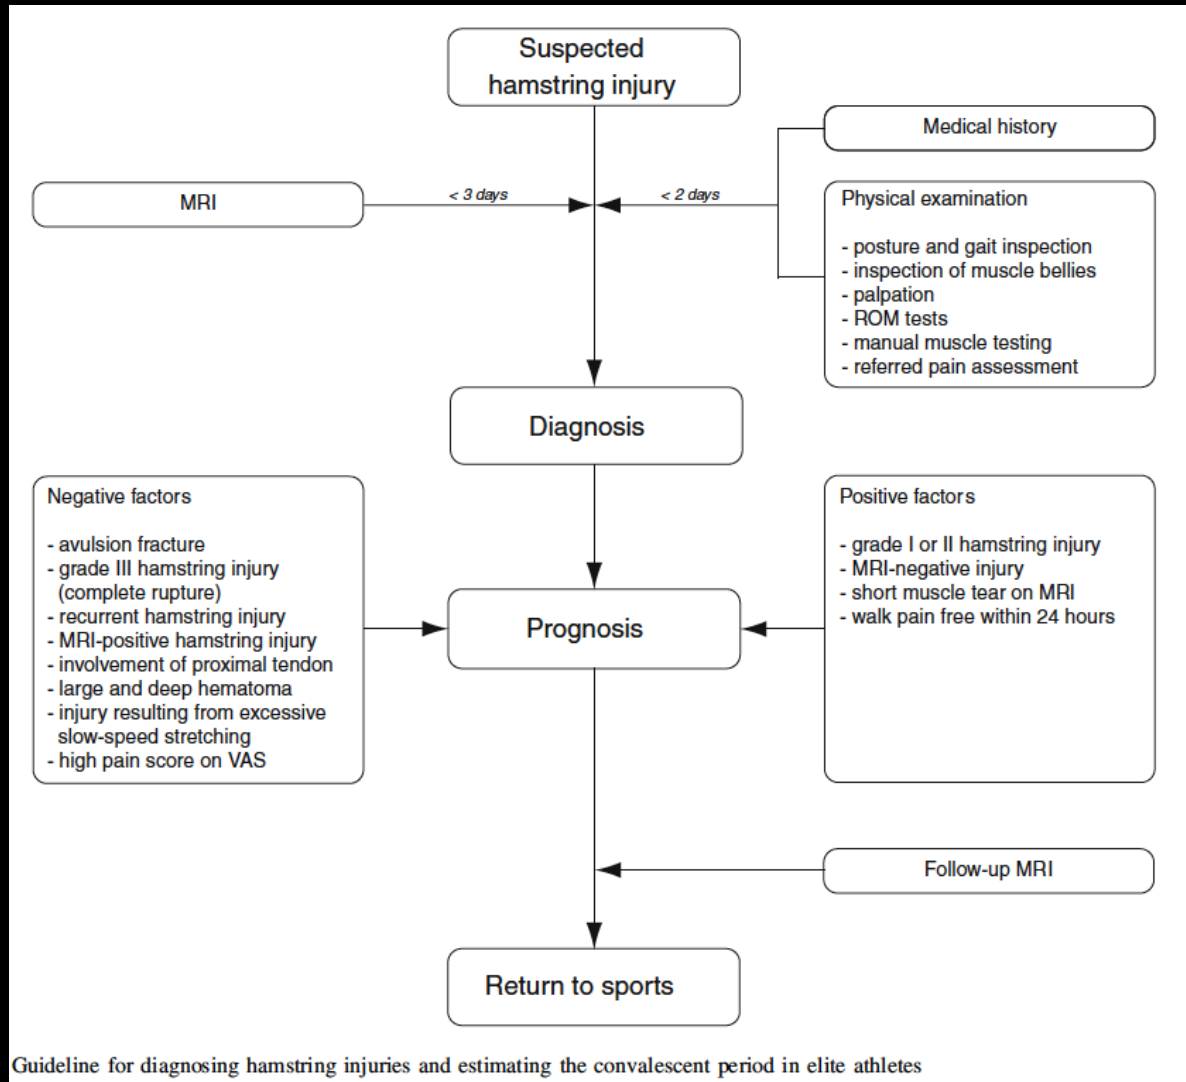 Suspected
hamstring injury
Medical history
MRI
< 3 days
< 2 days
Physical examination
- posture and gait inspection
- inspection of muscle bellies
- palpation
- ROM tests
- manual muscle testing
- referred pain assessment
Diagnosis
Negative factors
- avulsion fracture
- grade III hamstring injury
(complete rupture)
- recurrent hamstring injury
- MRI-positive hamstring injury
- involvement of proximal tendon
- large and deep hematoma
- injury resulting from excessive
slow-speed stretching
- high pain score on VAS
Prognosis
Positive factors
- grade I or II hamstring injury
- MRI-negative injury
- short muscle tear on MRI
- walk pain free within 24 hours
Follow-up MRI
Return to sports
Guideline for diagnosing hamstring injuries and estimating the convalescent period in elite athletes